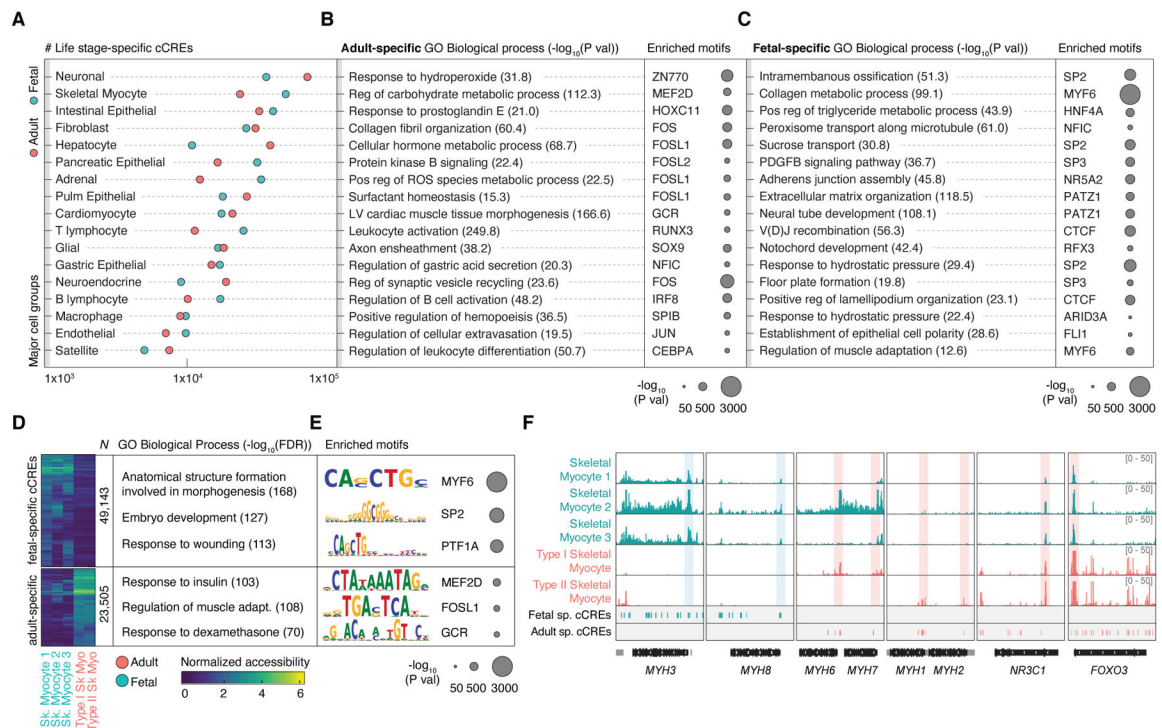 A
B
C
# Life stage-specific cCREs
Adult-specific GO Biological process (-log10(P val))
Enriched motifs
Fetal-specific GO Biological process (-log10(P val))
Enriched motifs
Fetal
Adult
Major cell groups
Neuronal
Response to hydroperoxide (31.8)
ZN770
Intramembanous ossification (51.3)
SP2
Skeletal Myocyte
Reg of carbohydrate metabolic process (112.3)
MEF2D
Collagen metabolic process (99.1)
MYF6
Intestinal Epithelial
Response to prostoglandin E (21.0)
HOXC11
Pos reg of triglyceride metabolic process (43.9)
HNF4A
Fibroblast
Collagen fibril organization (60.4)
FOS
Peroxisome transport along microtubule (61.0)
NFIC
Hepatocyte
Cellular hormone metabolic process (68.7)
FOSL1
Sucrose transport (30.8)
SP2
Pancreatic Epithelial
Protein kinase B signaling (22.4)
FOSL2
PDGFB signaling pathway (36.7)
SP3
Adrenal
Pos reg of ROS species metabolic process (22.5)
FOSL1
Adherens junction assembly (45.8)
NR5A2
Pulm Epithelial
Surfactant homeostasis (15.3)
FOSL1
Extracellular matrix organization (118.5)
PATZ1
Cardiomyocyte
LV cardiac muscle tissue morphogenesis (166.6)
GCR
Neural tube development (108.1)
PATZ1
T lymphocyte
Leukocyte activation (249.8)
RUNX3
V(D)J recombination (56.3)
CTCF
Glial
Axon ensheathment (38.2)
SOX9
Notochord development (42.4)
RFX3
Gastric Epithelial
Regulation of gastric acid secretion (20.3)
NFIC
Response to hydrostatic pressure (29.4)
SP2
Neuroendocrine
Reg of synaptic vesicle recycling (23.6)
FOS
Floor plate formation (19.8)
SP3
B lymphocyte
Regulation of B cell activation (48.2)
IRF8
Positive reg of lamellipodium organization (23.1)
CTCF
Macrophage
Positive regulation of hemopoeisis (36.5)
SPIB
Response to hydrostatic pressure (22.4)
ARID3A
Endothelial
Regulation of cellular extravasation (19.5)
JUN
Establishment of epithelial cell polarity (28.6)
FLI1
Satellite
Regulation of leukocyte differentiation (50.7)
CEBPA
Regulation of muscle adaptation (12.6)
MYF6
1x10³
1x10⁴
1x10⁵
-log10
(P val)
50 500
3000
-log10
(P val)
50 500
3000
D
N
GO Biological Process (-log10(FDR))
fetal-specific cCREs
49,143
Anatomical structure formation
involved in morphogenesis (168)
Embryo development (127)
Response to wounding (113)
adult-specific
23,505
Response to insulin (103)
Regulation of muscle adapt. (108)
Response to dexamethasone (70)
Sk. Myocyte 1
Sk. Myocyte 2
Sk. Myocyte 3
Type I Sk Myo
Type II Sk Myo
Adult
Fetal
Normalized accessibility
0
2
4
6
E
Enriched motifs
MYF6
SP2
PTF1A
MEF2D
FOSL1
GCR
-log10
(P val)
50 500
3000
F
Skeletal
Myocyte 1
[0 - 50]
Skeletal
Myocyte 2
[0 - 50]
Skeletal
Myocyte 3
[0 - 50]
Type I Skeletal
Myocyte
[0 - 50]
Type II Skeletal
Myocyte
[0 - 50]
Fetal sp. cCREs
Adult sp. cCREs
MYH3
MYH8
MYH6
MYH7
MYH1
MYH2
NR3C1
FOXO3